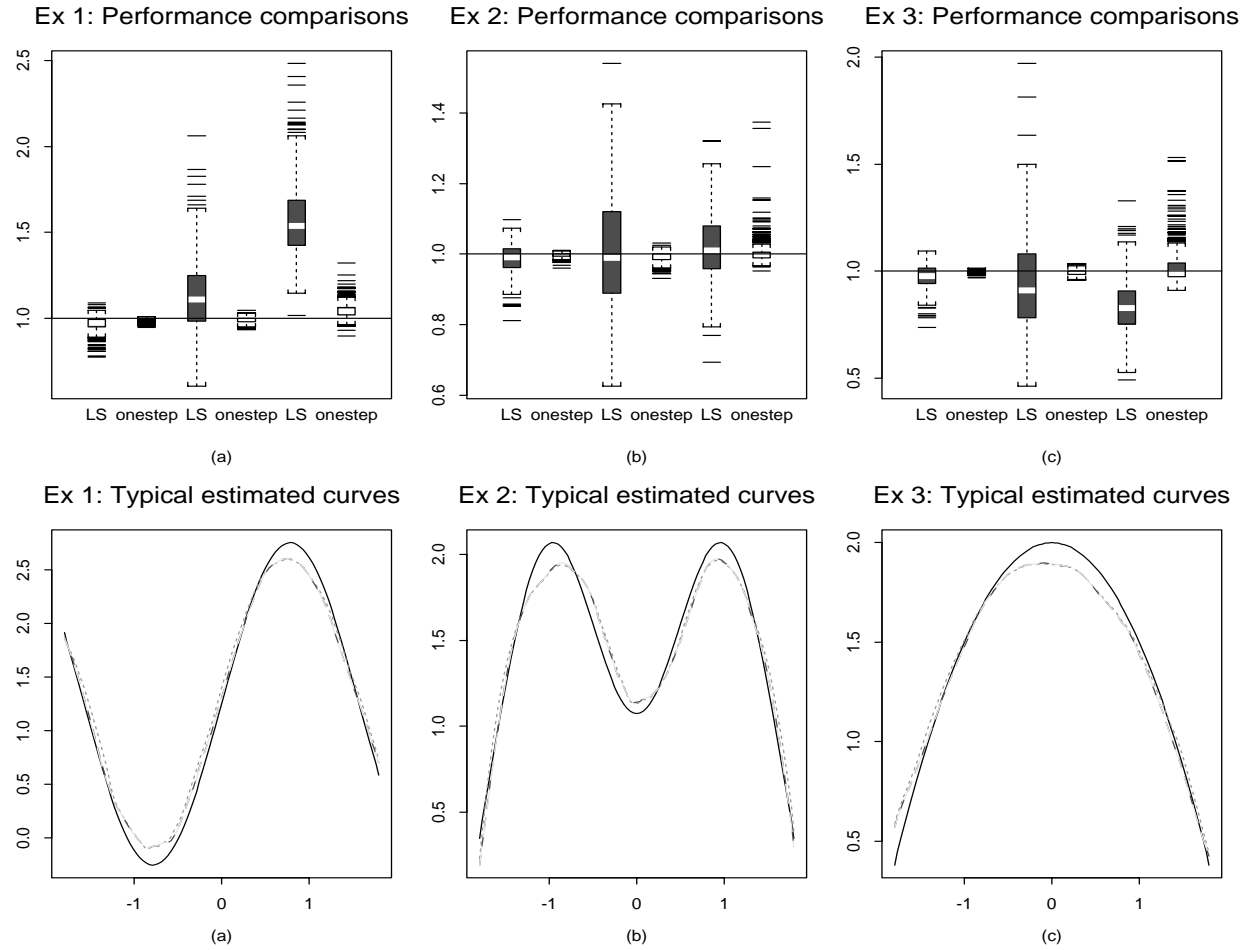 Ex 1: Performance comparisons
Ex 2: Performance comparisons
Ex 3: Performance comparisons
2.5
2.0
1.5
1.0
LS onestep LS onestep LS onestep
(a)
1.4
1.2
1.0
0.8
0.6
LS onestep LS onestep LS onestep
(b)
2.0
1.5
1.0
0.5
LS onestep LS onestep LS onestep
(c)
Ex 1: Typical estimated curves
Ex 2: Typical estimated curves
Ex 3: Typical estimated curves
2.5
2.0
1.5
1.0
0.5
0.0
-1 0 1
(a)
2.0
1.5
1.0
0.5
-1 0 1
(b)
2.0
1.5
1.0
0.5
-1 0 1
(c)